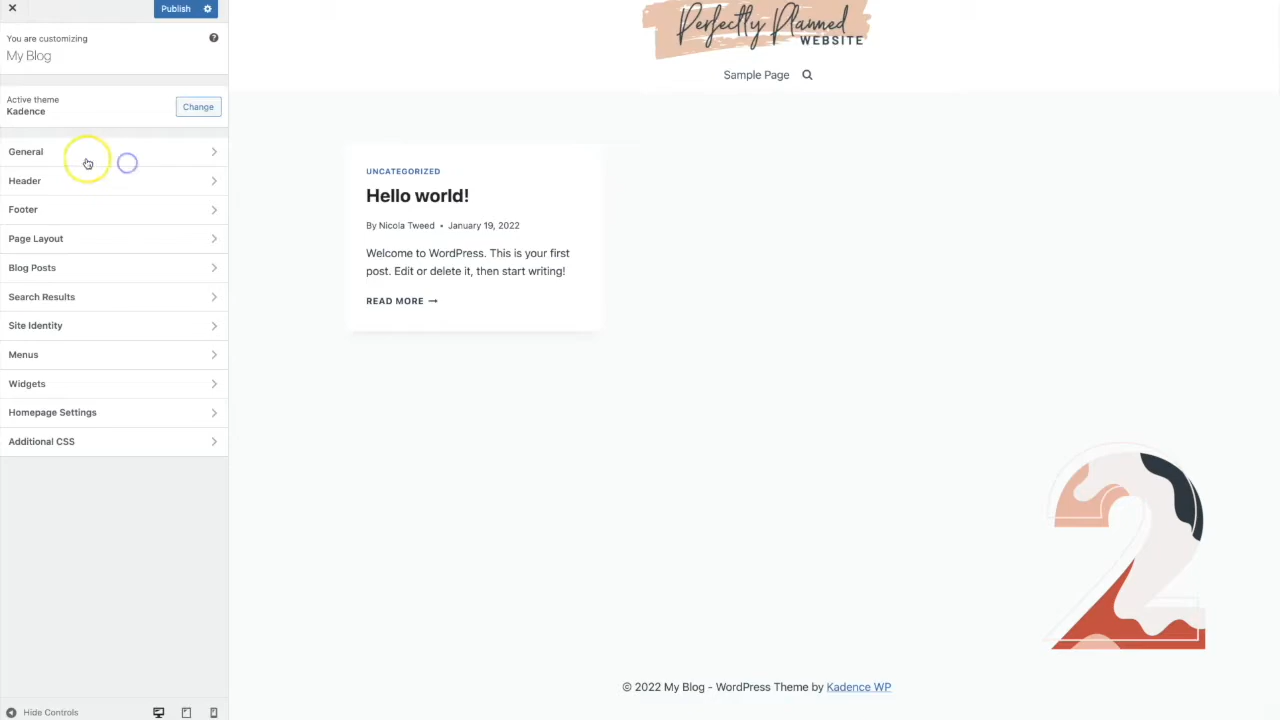 Publish
You are customizing
My Blog
Active theme
Kadence
Change
General
Header
Footer
Page Layout
Blog Posts
Search Results
Site Identity
Menus
Widgets
Homepage Settings
Additional CSS
Hide Controls
Perfectly Planned
WEBSITE
Sample Page
UNCATEGORIZED
Hello world!
By Nicola Tweed • January 19, 2022
Welcome to WordPress. This is your first
post. Edit or delete it, then start writing!
READ MORE →
2
© 2022 My Blog - WordPress Theme by Kadence WP